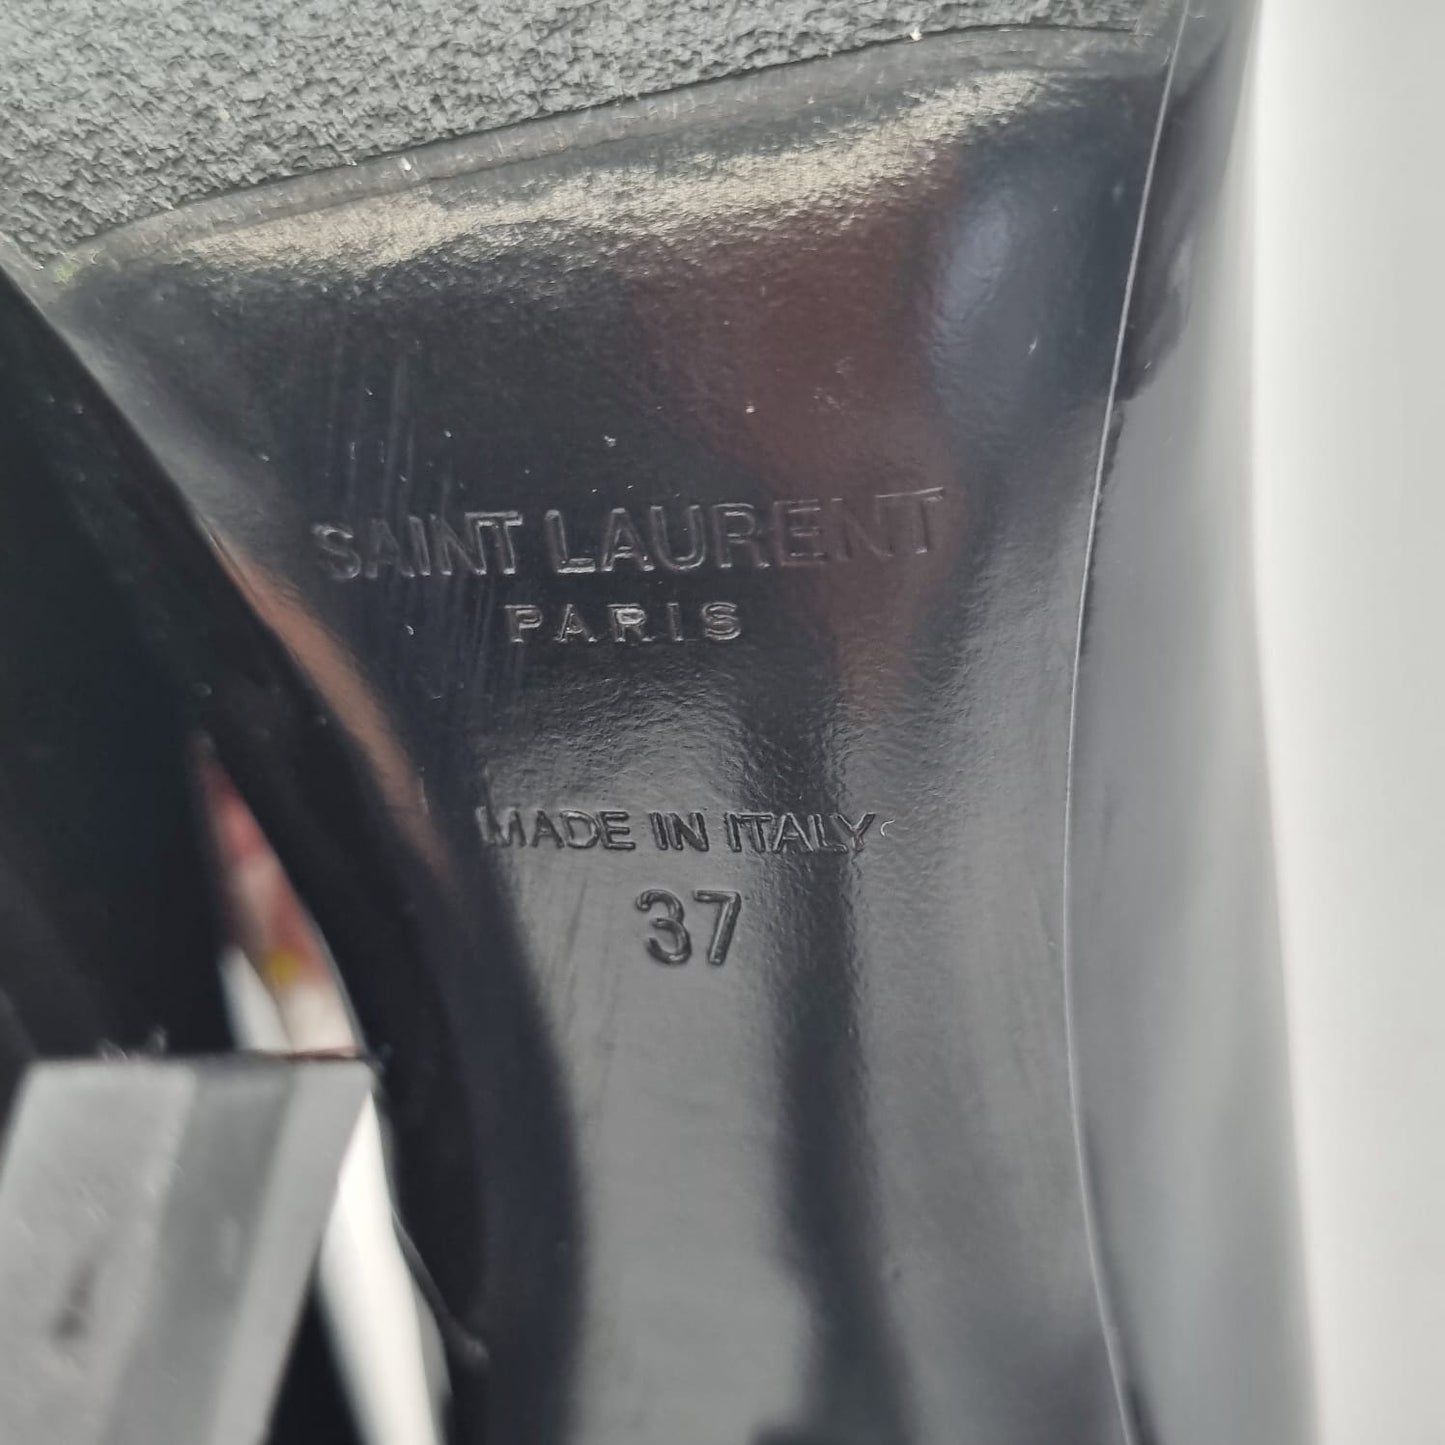 SAINT LAURENT
PARIS
MADE IN ITALY
37